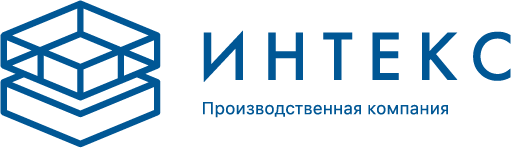 ИНТЕКС
Производственная компания